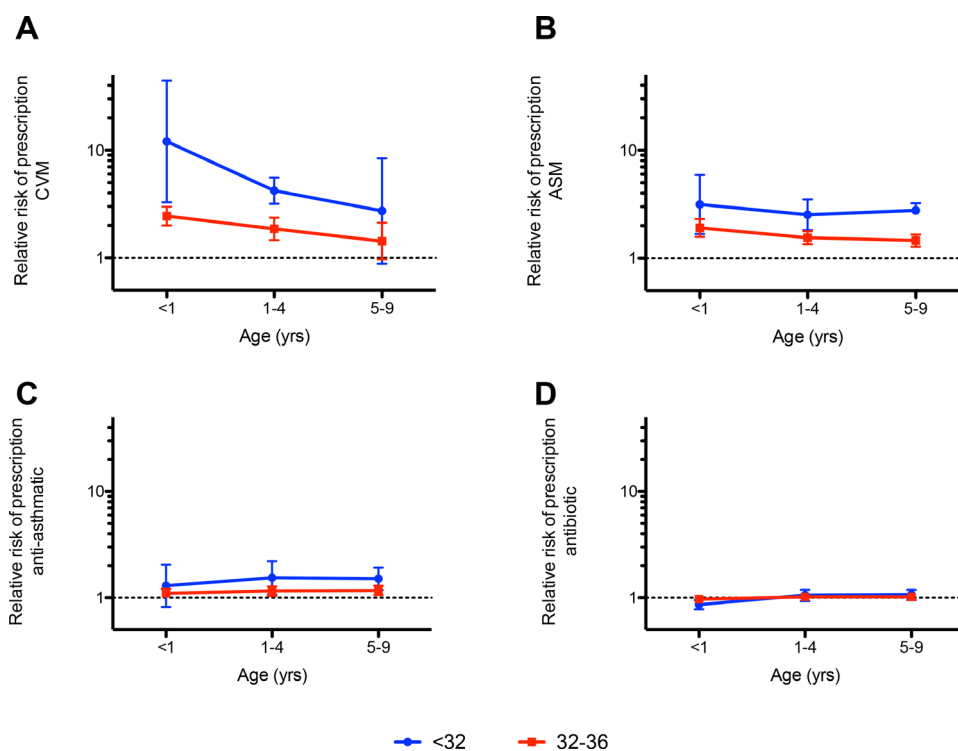 A
Relative risk of prescription
CVM
10
1
<1
1-4
5-9
Age (yrs)
B
Relative risk of prescription
ASM
10
1
<1
1-4
5-9
Age (yrs)
C
Relative risk of prescription
anti-asthmatic
10
1
<1
1-4
5-9
Age (yrs)
D
Relative risk of prescription
antibiotic
10
1
<1
1-4
5-9
Age (yrs)
<32
32-36